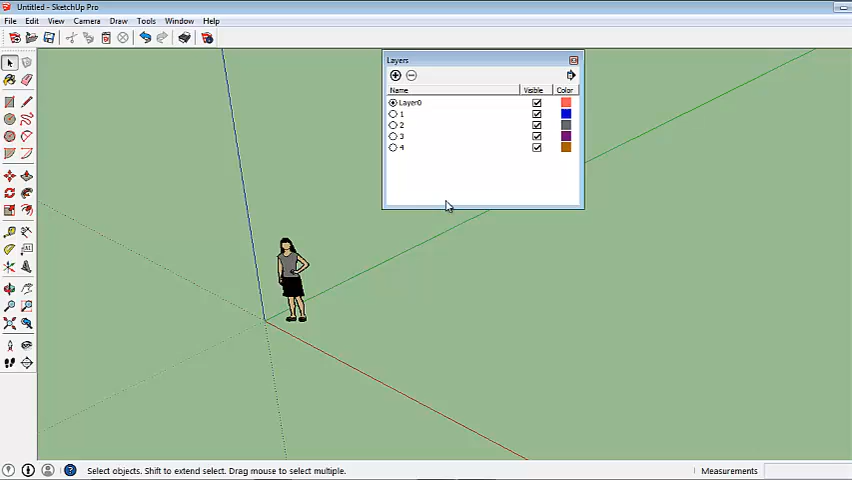 Untitled - SketchUp Pro
File Edit View Camera Draw Tools Window Help
Layers
Name Visible Color
Layer0
1
2
3
4
Select objects. Shift to extend select. Drag mouse to select multiple.
Measurements